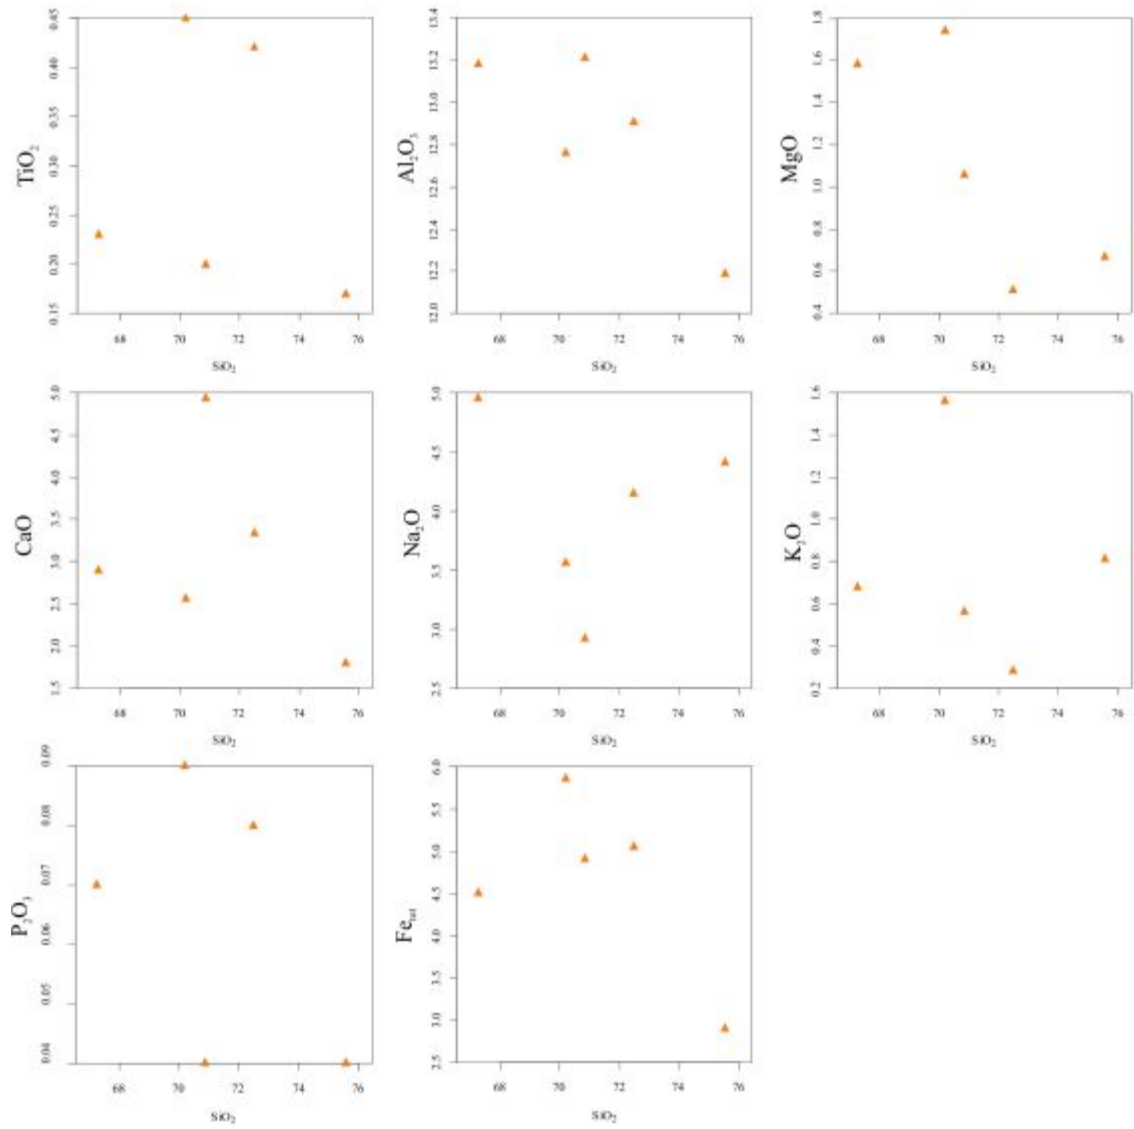 TiO₂
0.45
0.40
0.35
0.30
0.25
0.20
0.15
68 70 72 74 76
SiO₂
Al₂O₃
13.4
13.2
13.0
12.8
12.6
12.4
12.2
12.0
68 70 72 74 76
SiO₂
MgO
1.8
1.6
1.4
1.2
1.0
0.8
0.6
0.4
68 70 72 74 76
SiO₂
CaO
5.0
4.5
4.0
3.5
3.0
2.5
2.0
1.5
68 70 72 74 76
SiO₂
Na₂O
5.0
4.5
4.0
3.5
3.0
2.5
68 70 72 74 76
SiO₂
K₂O
1.6
1.4
1.2
1.0
0.8
0.6
0.4
0.2
68 70 72 74 76
SiO₂
P₂O₅
0.09
0.08
0.07
0.06
0.05
0.04
68 70 72 74 76
SiO₂
Fe_tot
6.0
5.5
5.0
4.5
4.0
3.5
3.0
2.5
68 70 72 74 76
SiO₂